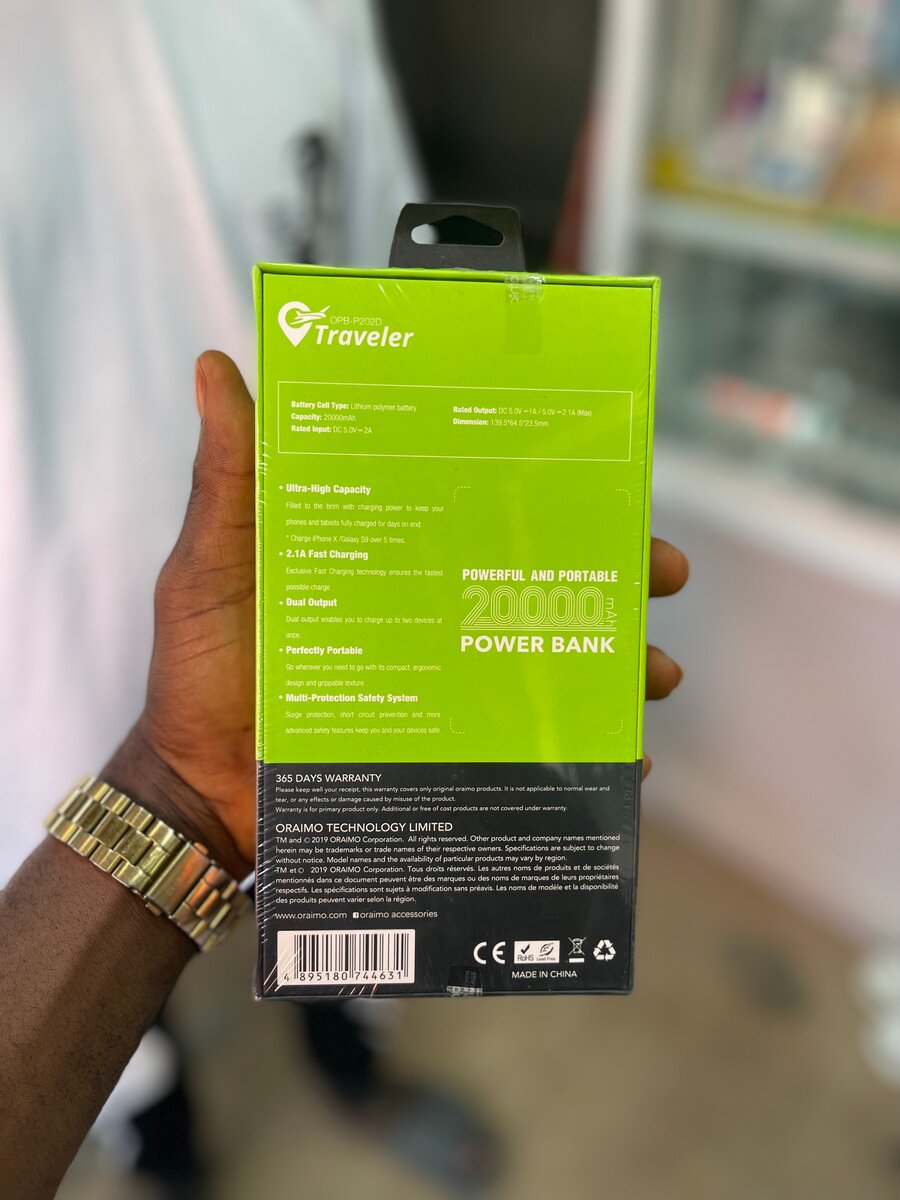 OPB-P202D
Traveler
Battery Cell Type: Lithium polymer battery
Capacity: 20000mAh
Rated Input: DC 5.0V⎓2A
Rated Output: DC 5.0V⎓1A / 5.0V⎓2.1A (Max)
Dimension: 139.5*64.5*23.5mm
• Ultra-High Capacity
Filled to the brim with charging power to keep your
phones and tablets fully charged for days on end.
* Charge iPhone X /Galaxy S9 over 5 times.
• 2.1A Fast Charging
Exclusive Fast Charging technology ensures the fastest
possible charge.
• Dual Output
Dual output enables you to charge up to two devices at
once.
• Perfectly Portable
Go wherever you need to go with its compact, ergonomic
design and grippable texture.
• Multi-Protection Safety System
Surge protection, short circuit prevention and more
advanced safety features keep you and your devices safe.
POWERFUL AND PORTABLE
20000mAh
POWER BANK
365 DAYS WARRANTY
Please keep well your receipt, this warranty covers only original oraimo products. It is not applicable to normal wear and
tear, or any effects or damage caused by misuse of the product.
Warranty is for primary product only. Additional or free of cost products are not covered under warranty.
ORAIMO TECHNOLOGY LIMITED
TM and © 2019 ORAIMO Corporation. All rights reserved. Other product and company names mentioned
herein may be trademarks or trade names of their respective owners. Specifications are subject to change
without notice. Model names and the availability of particular products may vary by region.
TM et © 2019 ORAIMO Corporation. Tous droits réservés. Les autres noms de produits et de sociétés
mentionnés dans ce document peuvent être des marques ou des noms de marques de leurs propriétaires
respectifs. Les spécifications sont sujets à modification sans préavis. Les noms de modèle et la disponibilité
des produits peuvent varier selon la région.
www.oraimo.com f oraimo accessories
4 895180 744631
CE RoHS Lead Free
MADE IN CHINA